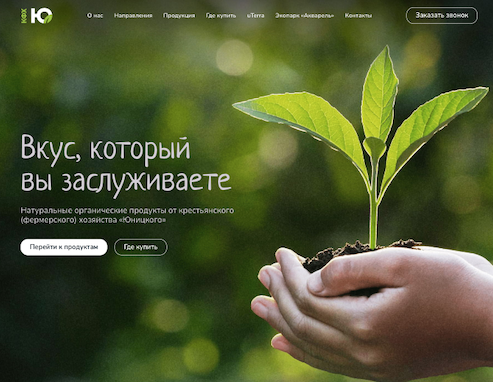 КФХ Ю
О нас Направления Продукция Где купить uTerra Экопарк «Акварель» Контакты Заказать звонок
Вкус, который
вы заслуживаете
Натуральные органические продукты от крестьянского
(фермерского) хозяйства «Юницкого»
Перейти к продуктам Где купить